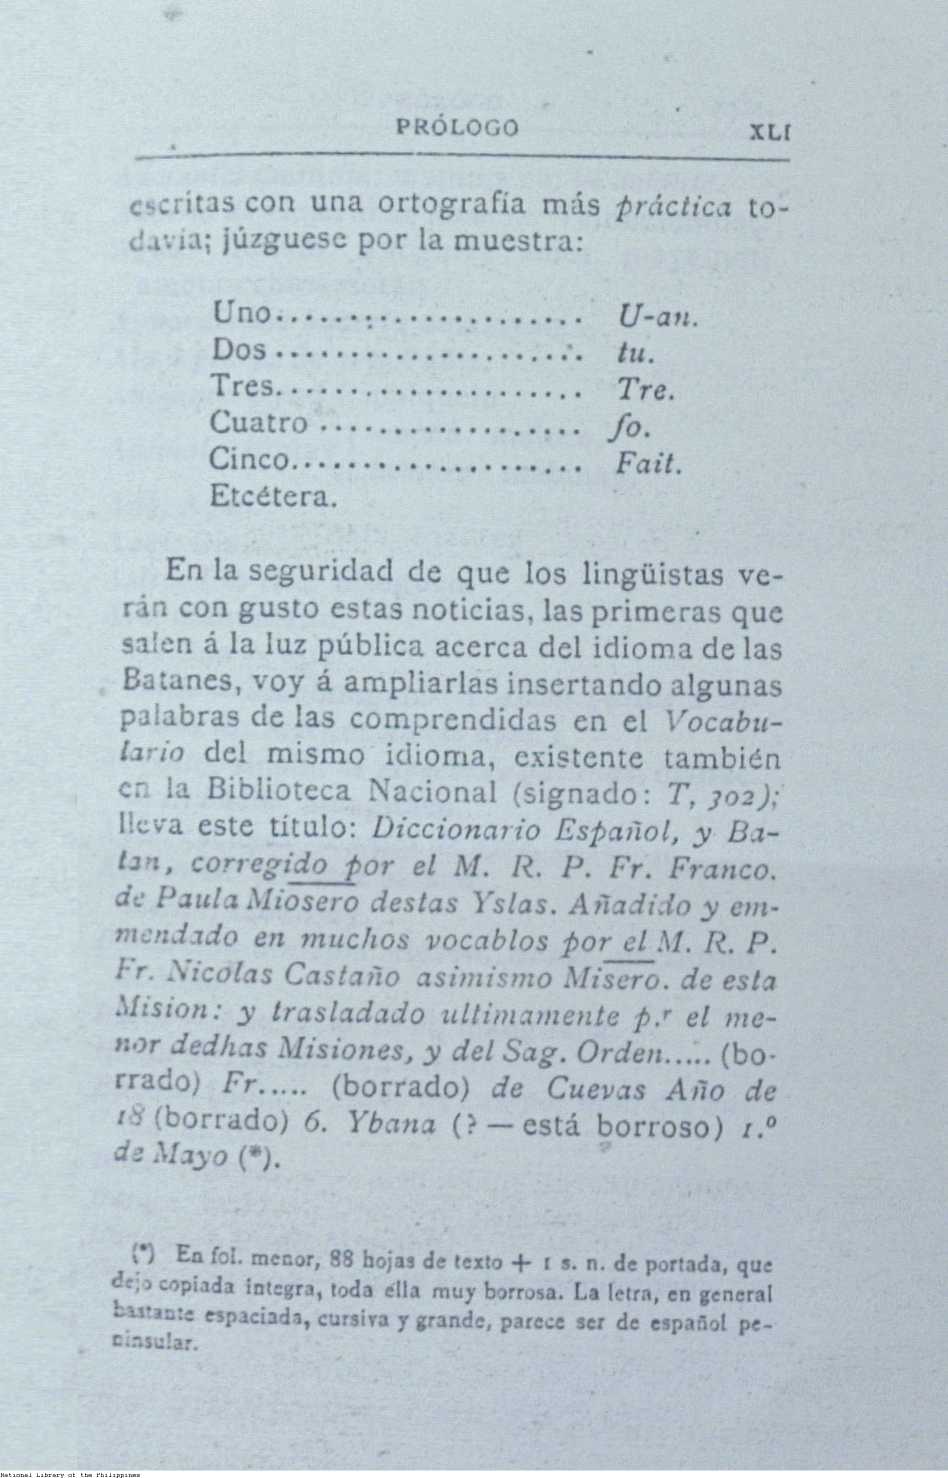 PRÓLOGO XLI
escritas con una ortografía más práctica to-
davía; júzguese por la muestra:
Uno..................... U-an.
Dos..................... tu.
Tres..................... Tre.
Cuatro.................. fo.
Cinco.................... Fait.
Etcétera.
En la seguridad de que los lingüistas ve-
rán con gusto estas noticias, las primeras que
salen á la luz pública acerca del idioma de las
Batanes, voy á ampliarlas insertando algunas
palabras de las comprendidas en el Vocabu-
lario del mismo idioma, existente también
en la Biblioteca Nacional (signado: T, 302);
lleva este título: Diccionario Español, y Ba-
tan, corregido por el M. R. P. Fr. Franco.
de Paula Miosero destas Yslas. Añadido y em-
mendado en muchos vocablos por el M. R. P.
Fr. Nicolas Castaño asimismo Misero. de esta
Mision: y trasladado ultimamente p.r el me-
nor dedhas Misiones, y del Sag. Orden..... (bo-
rrado) Fr..... (borrado) de Cuevas Año de
18 (borrado) 6. Ybana (? — está borroso) 1.º
de Mayo (*).
(*) En fol. menor, 88 hojas de texto + 1 s. n. de portada, que
dejo copiada íntegra, toda ella muy borrosa. La letra, en general
bastante espaciada, cursiva y grande, parece ser de español pe-
ninsular.
National Library of the Philippines